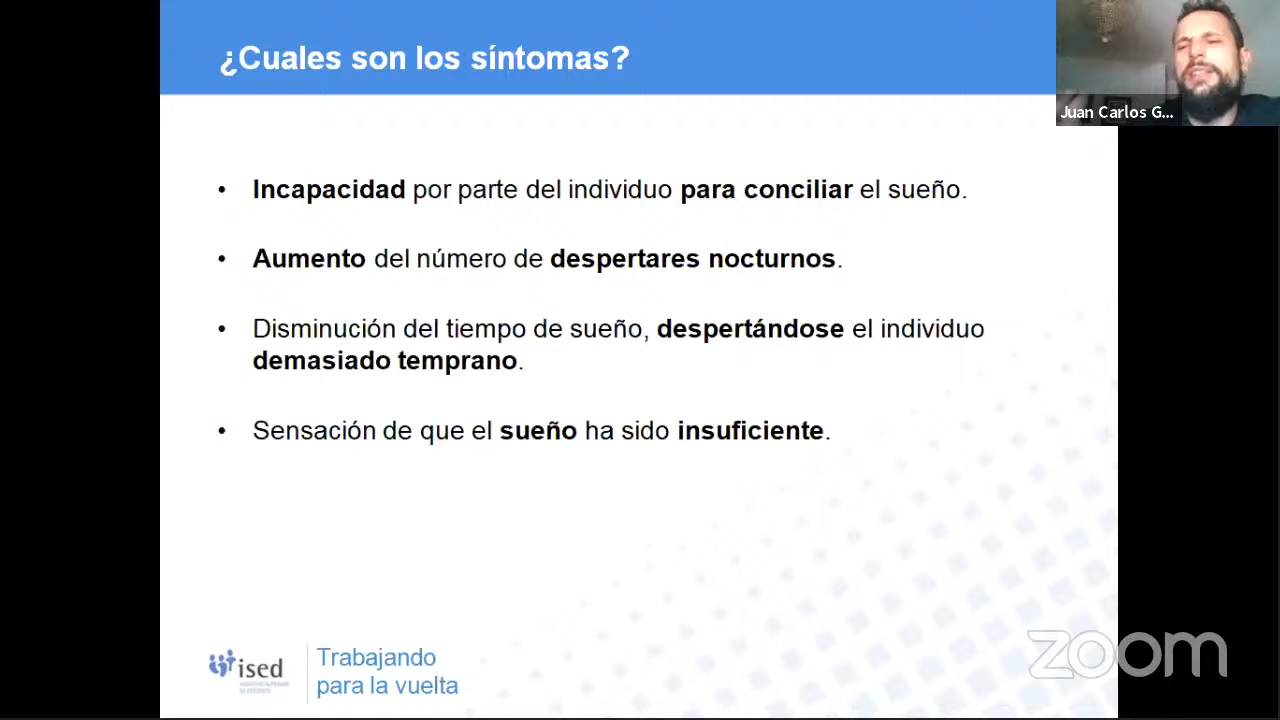 ¿Cuales son los síntomas?
Juan Carlos G...
• Incapacidad por parte del individuo para conciliar el sueño.
• Aumento del número de despertares nocturnos.
• Disminución del tiempo de sueño, despertándose el individuo
demasiado temprano.
• Sensación de que el sueño ha sido insuficiente.
ised
Trabajando
para la vuelta
zoom